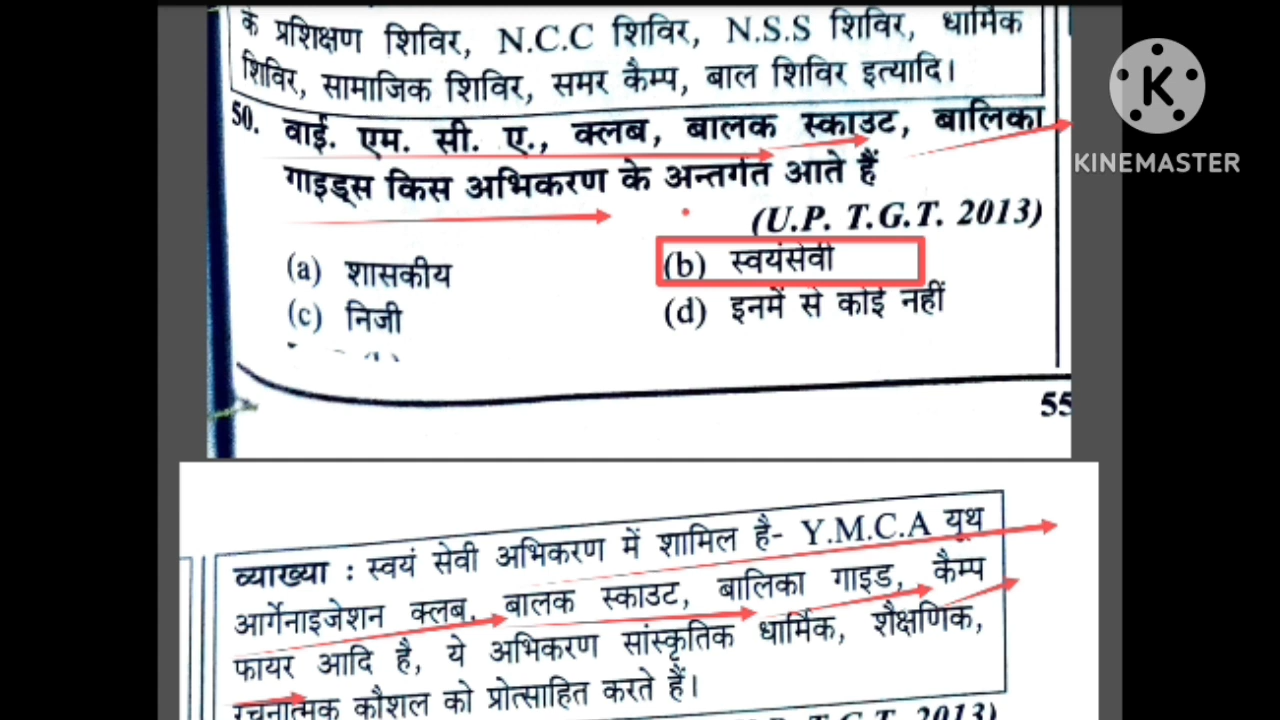 के प्रशिक्षण शिविर, N.C.C शिविर, N.S.S शिविर, धार्मिक
शिविर, सामाजिक शिविर, समर कैम्प, बाल शिविर इत्यादि।
50. वाई. एम. सी. ए., क्लब, बालक स्काउट, बालिका
गाइड्स किस अभिकरण के अन्तर्गत आते हैं
(U.P. T.G.T. 2013)
(a) शासकीय (b) स्वयंसेवी
(c) निजी (d) इनमें से कोई नहीं
55
व्याख्या : स्वयं सेवी अभिकरण में शामिल है- Y.M.C.A यूथ
आर्गेनाइजेशन क्लब, बालक स्काउट, बालिका गाइड, कैम्प
फायर आदि है, ये अभिकरण सांस्कृतिक धार्मिक, शैक्षणिक,
रचनात्मक कौशल को प्रोत्साहित करते हैं।
T.G.T. 2013)
K
KINEMASTER